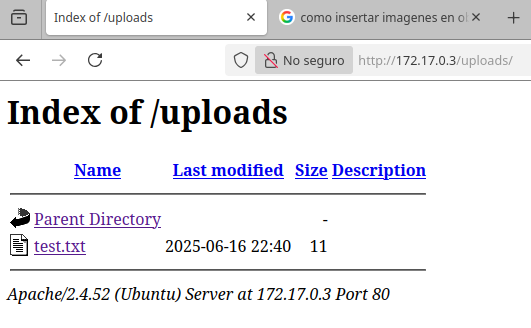 Index of /uploads
como insertar imagenes en ol
No seguro
http://172.17.0.3/uploads/
Index of /uploads
Name Last modified Size Description
Parent Directory -
test.txt 2025-06-16 22:40 11
Apache/2.4.52 (Ubuntu) Server at 172.17.0.3 Port 80